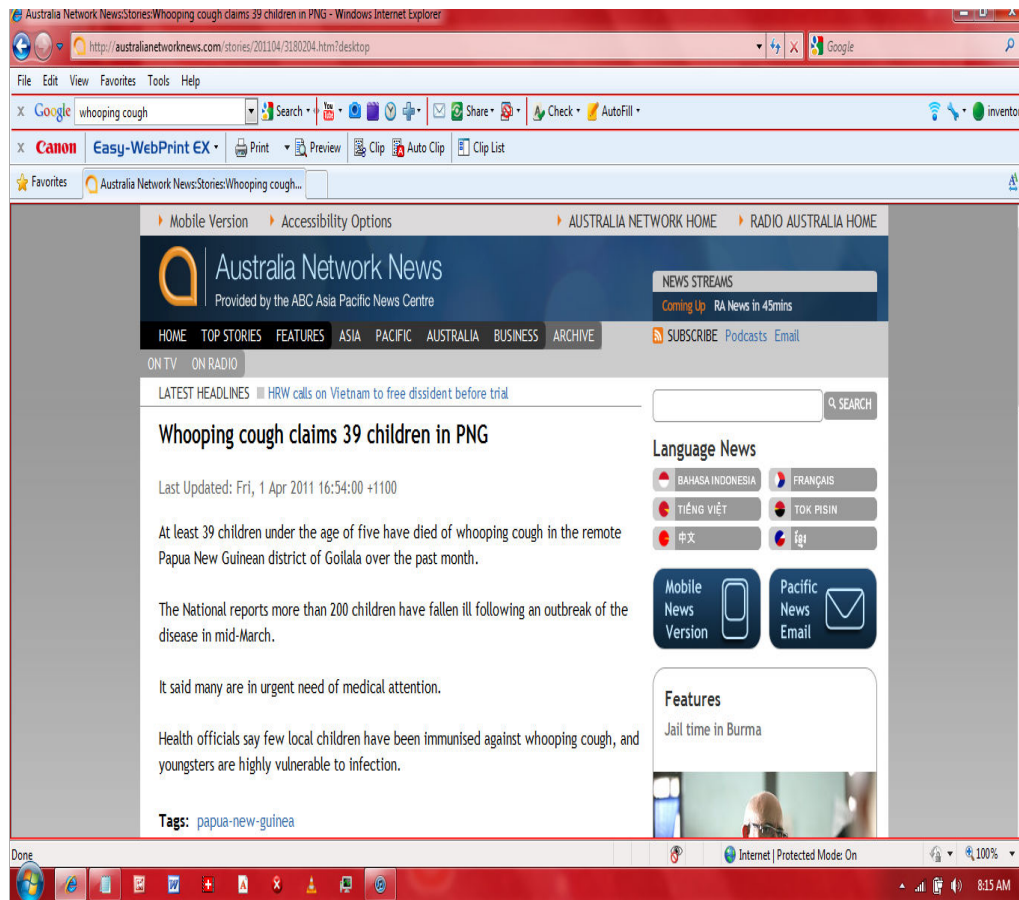 Australia Network News:Stories:Whooping cough claims 39 children in PNG - Windows Internet Explorer
http://australianetworknews.com/stories/201104/3180204.htm?desktop
Google
File Edit View Favorites Tools Help
x Google whooping cough Search Share Check AutoFill inventor
x Canon Easy-WebPrint EX Print Preview Clip Auto Clip Clip List
Favorites Australia Network News:Stories:Whooping cough...
Mobile Version Accessibility Options AUSTRALIA NETWORK HOME RADIO AUSTRALIA HOME
Australia Network News
Provided by the ABC Asia Pacific News Centre
NEWS STREAMS
Coming Up RA News in 45mins
HOME TOP STORIES FEATURES ASIA PACIFIC AUSTRALIA BUSINESS ARCHIVE
ON TV ON RADIO
SUBSCRIBE Podcasts Email
LATEST HEADLINES HRW calls on Vietnam to free dissident before trial
SEARCH
Whooping cough claims 39 children in PNG
Last Updated: Fri, 1 Apr 2011 16:54:00 +1100
At least 39 children under the age of five have died of whooping cough in the remote
Papua New Guinean district of Goilala over the past month.
The National reports more than 200 children have fallen ill following an outbreak of the
disease in mid-March.
It said many are in urgent need of medical attention.
Health officials say few local children have been immunised against whooping cough, and
youngsters are highly vulnerable to infection.
Tags: papua-new-guinea
Language News
BAHASA INDONESIA FRANÇAIS
TIẾNG VIỆT TOK PISIN
中文 ខ្មែរ
Mobile
News
Version
Pacific
News
Email
Features
Jail time in Burma
Done Internet | Protected Mode: On 100%
8:15 AM